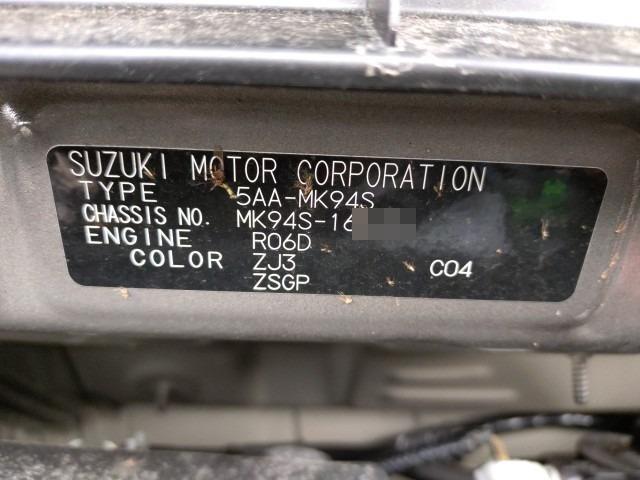 SUZUKI MOTOR CORPORATION
TYPE 5AA-MK94S
CHASSIS NO. MK94S-16
ENGINE R06D
COLOR ZJ3 C04
ZSGP